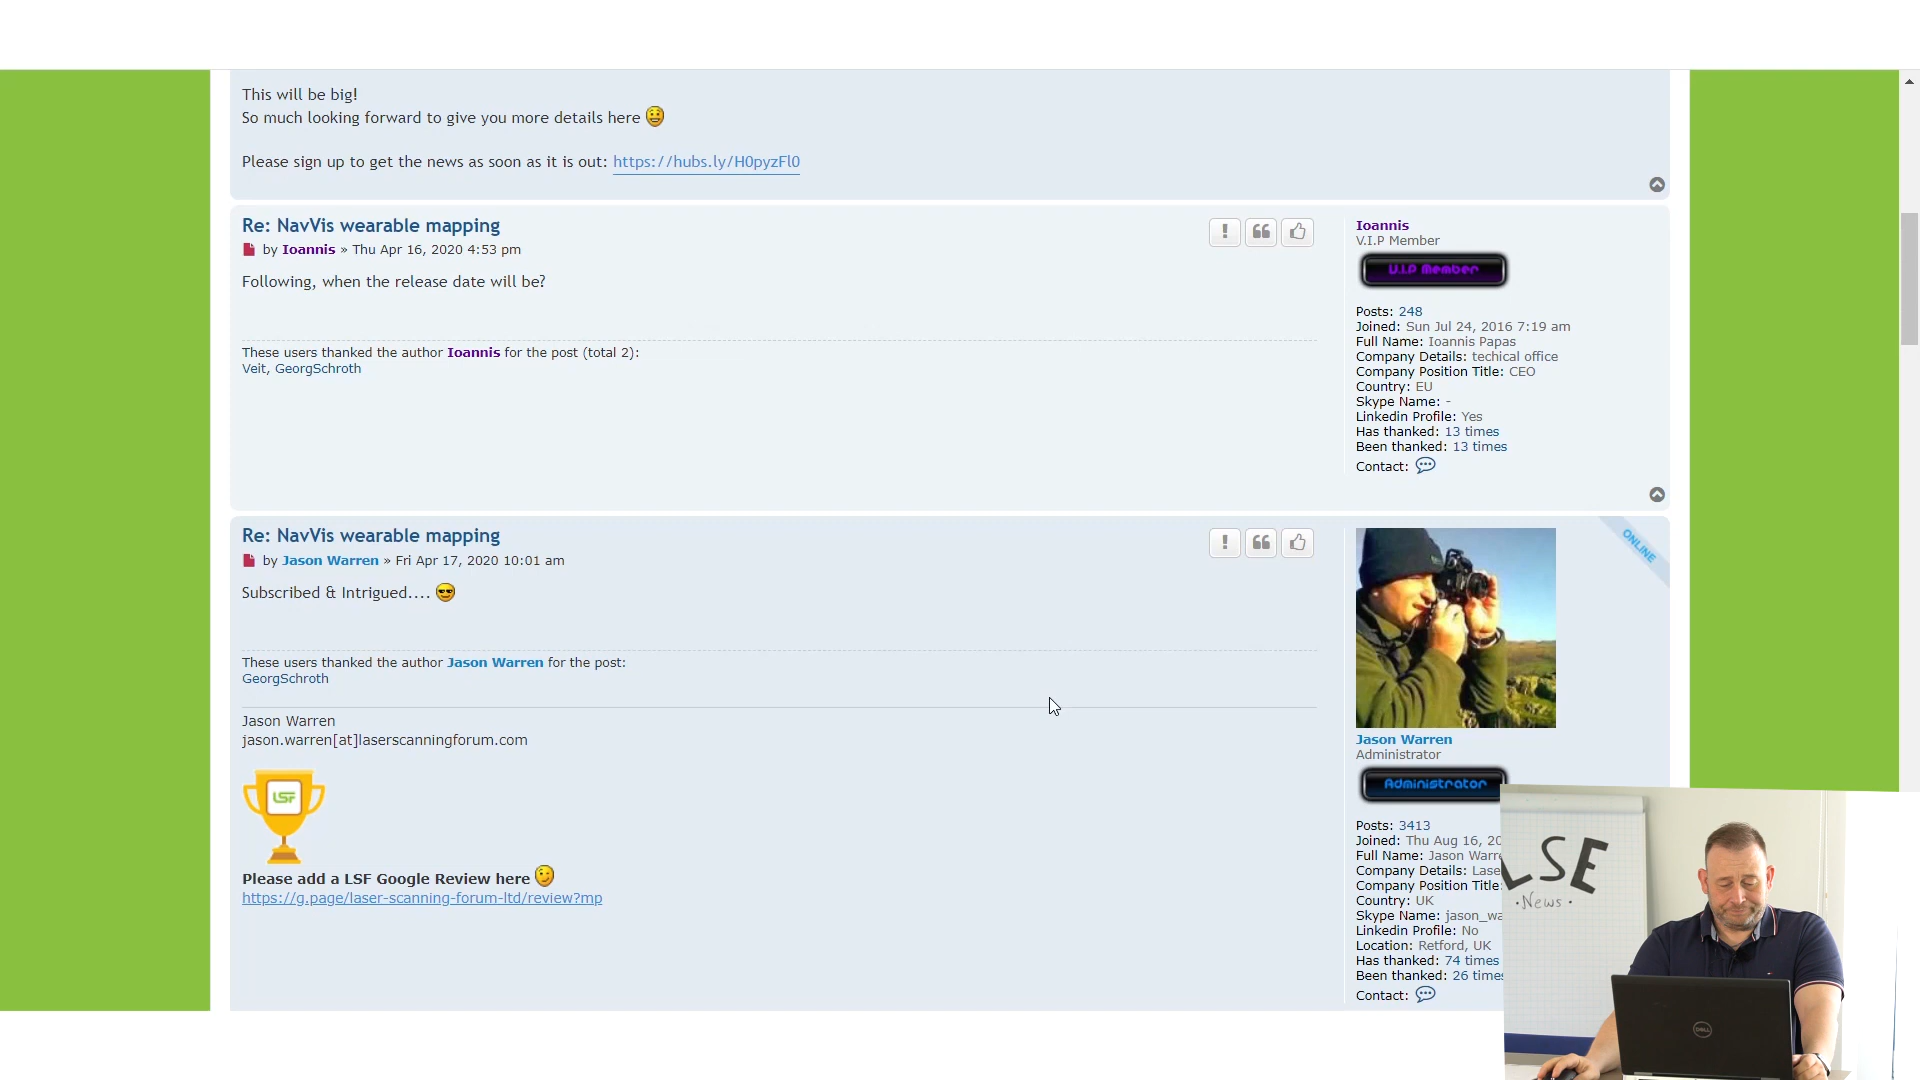 This will be big!
So much looking forward to give you more details here
Please sign up to get the news as soon as it is out: https://hubs.ly/H0pyzFl0
Re: NavVis wearable mapping
by Ioannis » Thu Apr 16, 2020 4:53 pm
Following, when the release date will be?
These users thanked the author Ioannis for the post (total 2):
Veit, GeorgSchroth
Ioannis
V.I.P Member
V.I.P Member
Posts: 248
Joined: Sun Jul 24, 2016 7:19 am
Full Name: Ioannis Papas
Company Details: techical office
Company Position Title: CEO
Country: EU
Skype Name: -
Linkedin Profile: Yes
Has thanked: 13 times
Been thanked: 13 times
Contact:
Re: NavVis wearable mapping
by Jason Warren » Fri Apr 17, 2020 10:01 am
Subscribed & Intrigued....
These users thanked the author Jason Warren for the post:
GeorgSchroth
Jason Warren
jason.warren[at]laserscanningforum.com
LSF
Please add a LSF Google Review here
https://g.page/laser-scanning-forum-ltd/review?mp
ONLINE
Jason Warren
Administrator
Administrator
Posts: 3413
Joined: Thu Aug 16, 20
Full Name: Jason Warre
Company Details: Lase
Company Position Title:
Country: UK
Skype Name: jason_wa
Linkedin Profile: No
Location: Retford, UK
Has thanked: 74 times
Been thanked: 26 times
Contact:
LSE
·News·
DELL